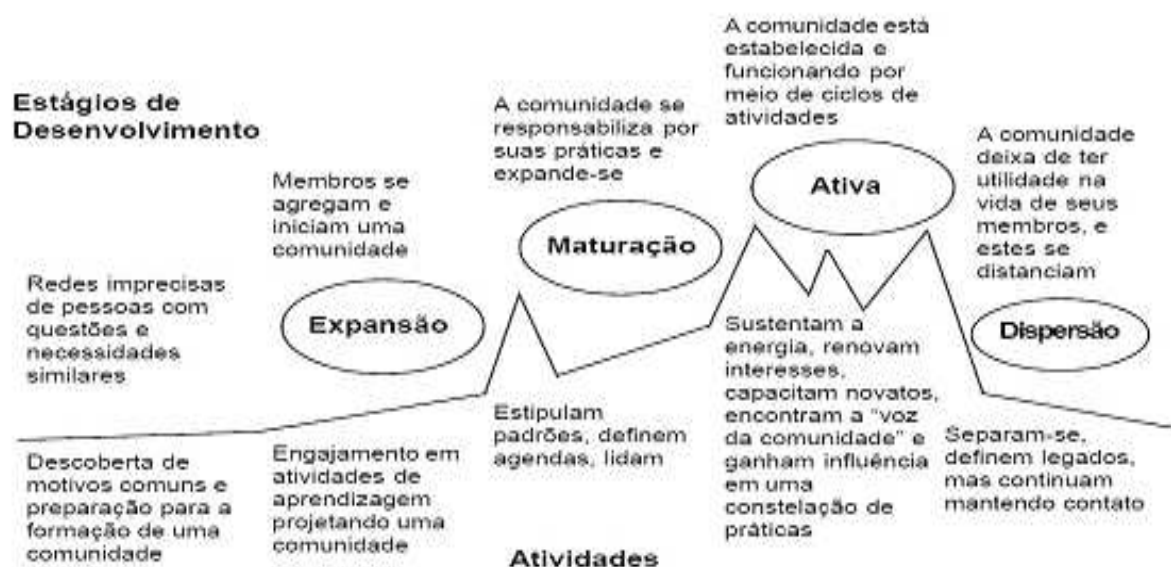 Estágios de
Desenvolvimento
Redes imprecisas
de pessoas com
questões e
necessidades
similares
Descoberta de
motivos comuns e
preparação para a
formação de uma
comunidade
Membros se
agregam e
iniciam uma
comunidade
Expansão
Engajamento em
atividades de
aprendizagem
projetando uma
comunidade
A comunidade se
responsabiliza por
suas práticas e
expande-se
Maturação
Estipulam
padrões, definem
agendas, lidam
A comunidade está
estabelecida e
funcionando por
meio de ciclos de
atividades
Ativa
Sustentam a
energia, renovam
interesses,
capacitam novatos,
encontram a "voz
da comunidade" e
ganham influência
em uma
constelação de
práticas
A comunidade
deixa de ter
utilidade na
vida de seus
membros, e
estes se
distanciam
Dispersão
Separam-se,
definem legados,
mas continuam
mantendo contato
Atividades